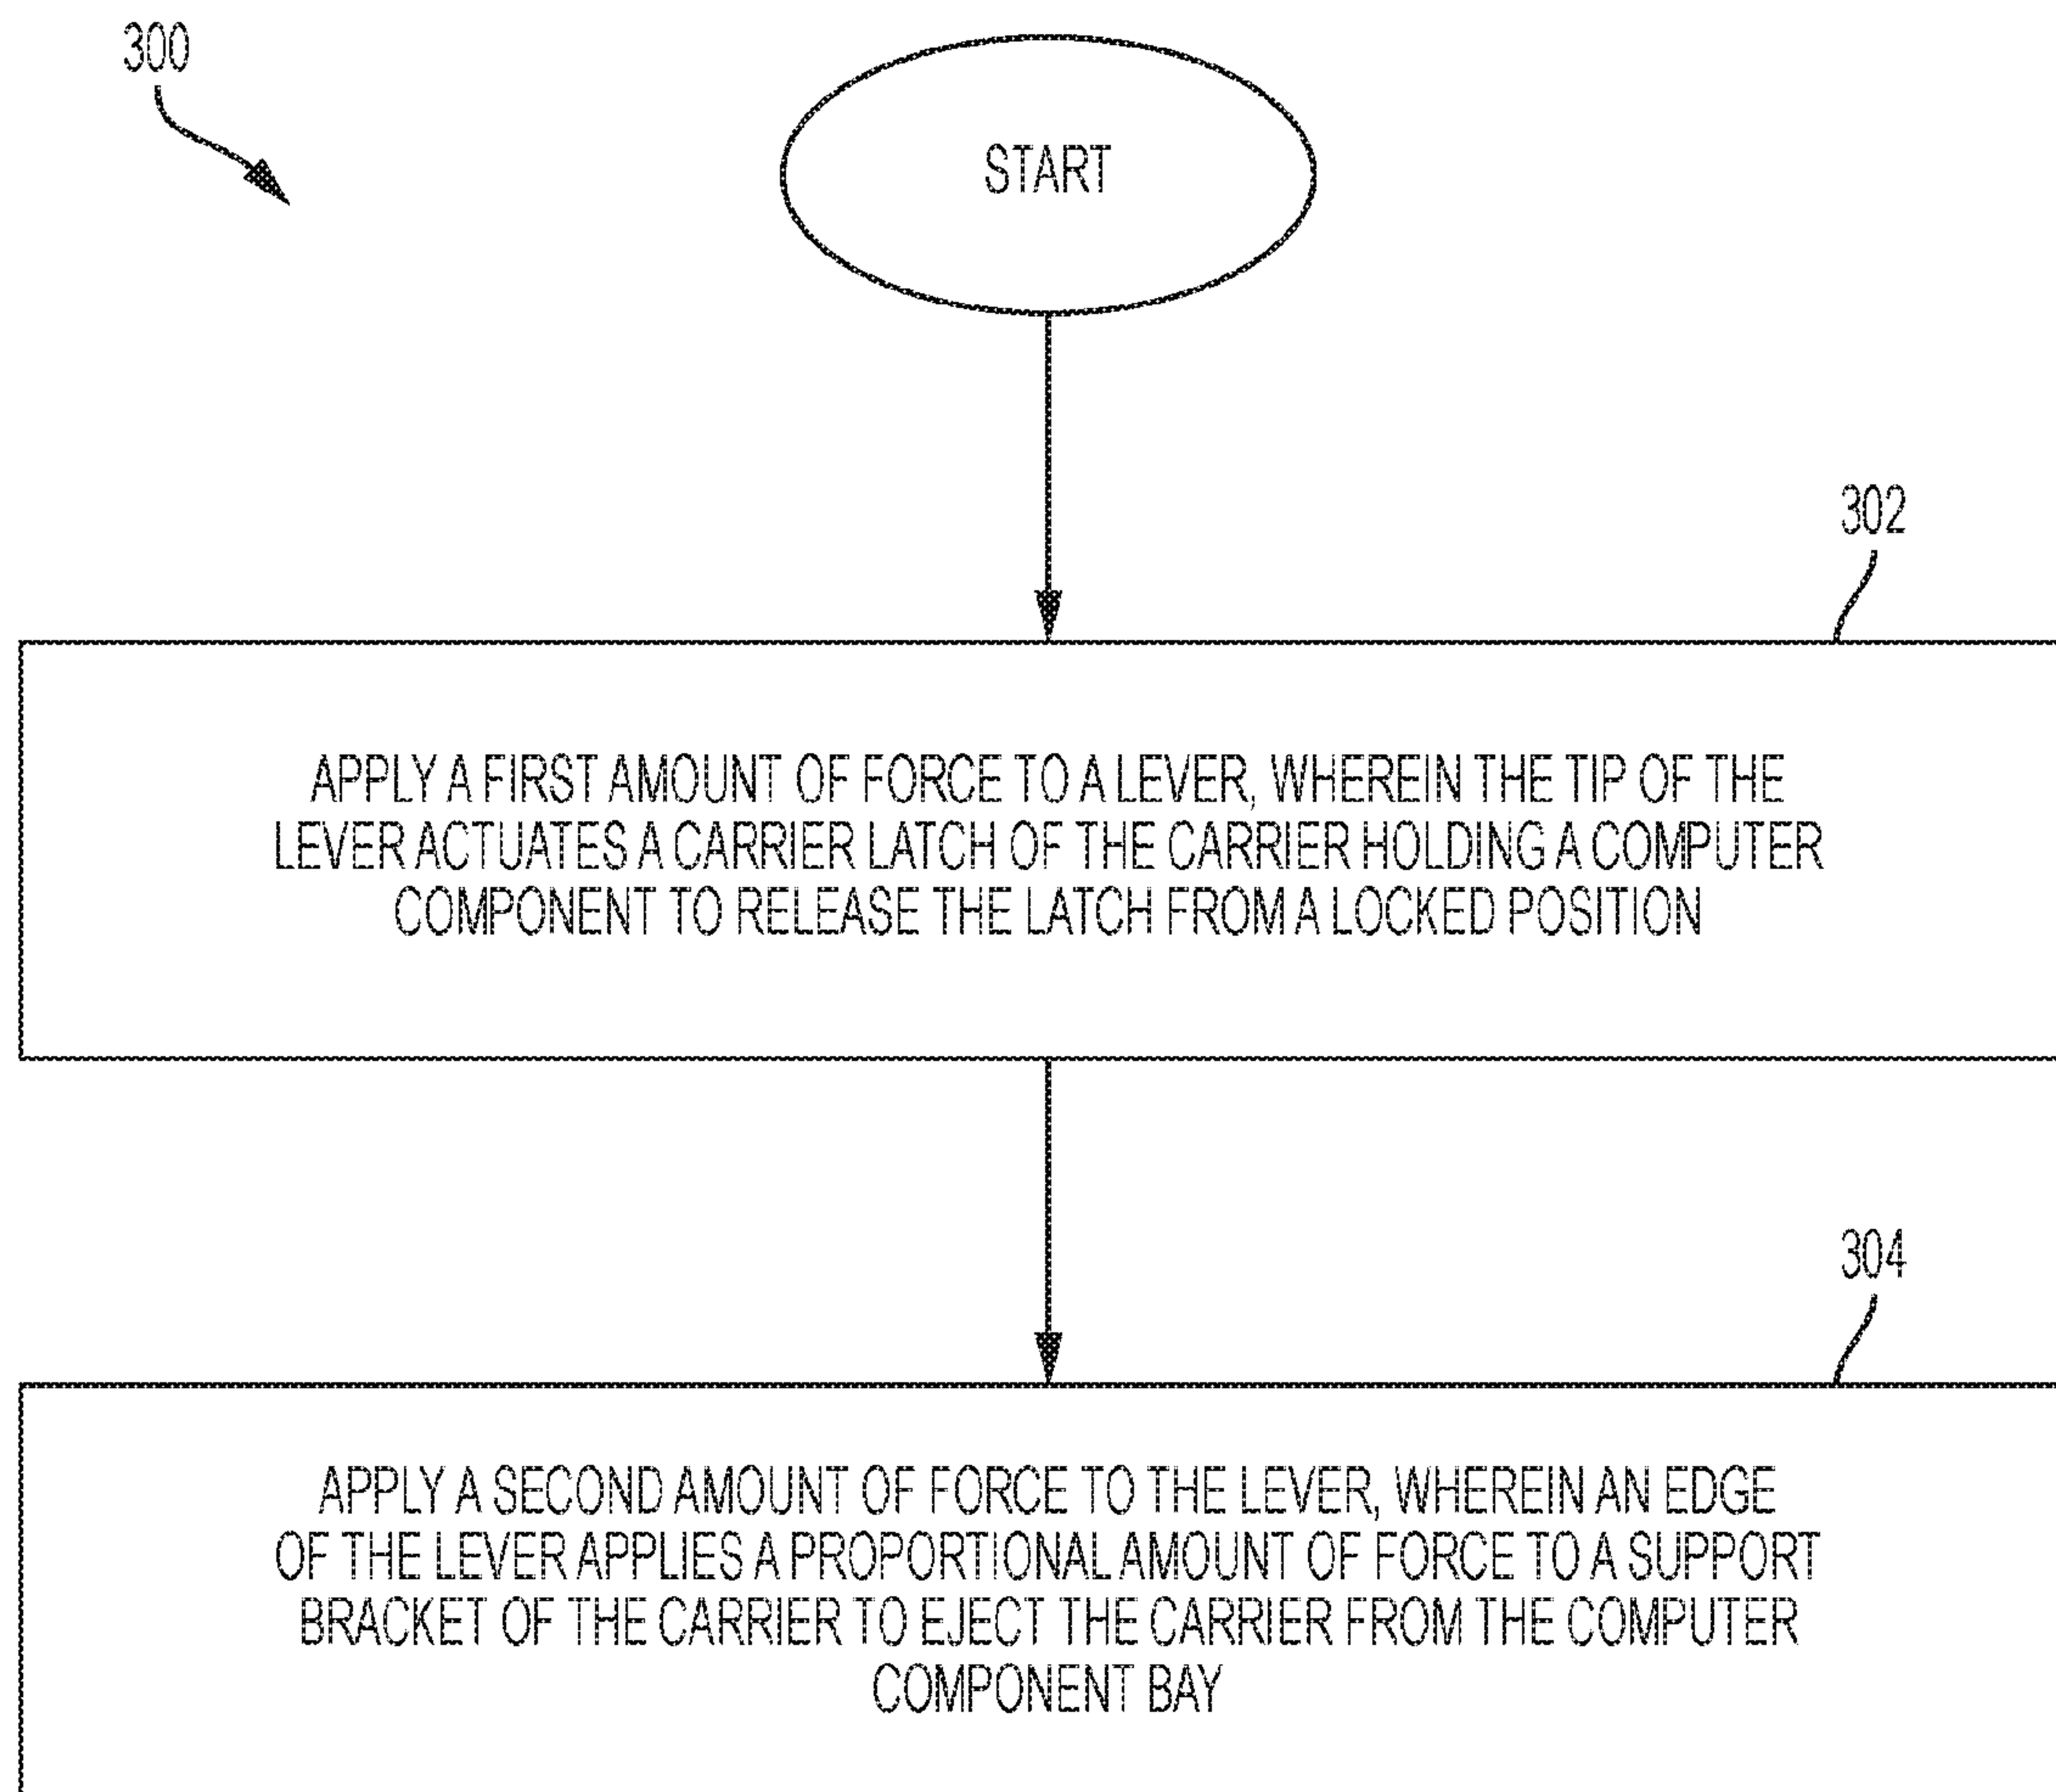 300
START
302
APPLY A FIRST AMOUNT OF FORCE TO A LEVER, WHEREIN THE TIP OF THE
LEVER ACTUATES A CARRIER LATCH OF THE CARRIER HOLDING A COMPUTER
COMPONENT TO RELEASE THE LATCH FROM A LOCKED POSITION
304
APPLY A SECOND AMOUNT OF FORCE TO THE LEVER, WHEREIN AN EDGE
OF THE LEVER APPLIES A PROPORTIONAL AMOUNT OF FORCE TO A SUPPORT
BRACKET OF THE CARRIER TO EJECT THE CARRIER FROM THE COMPUTER
COMPONENT BAY